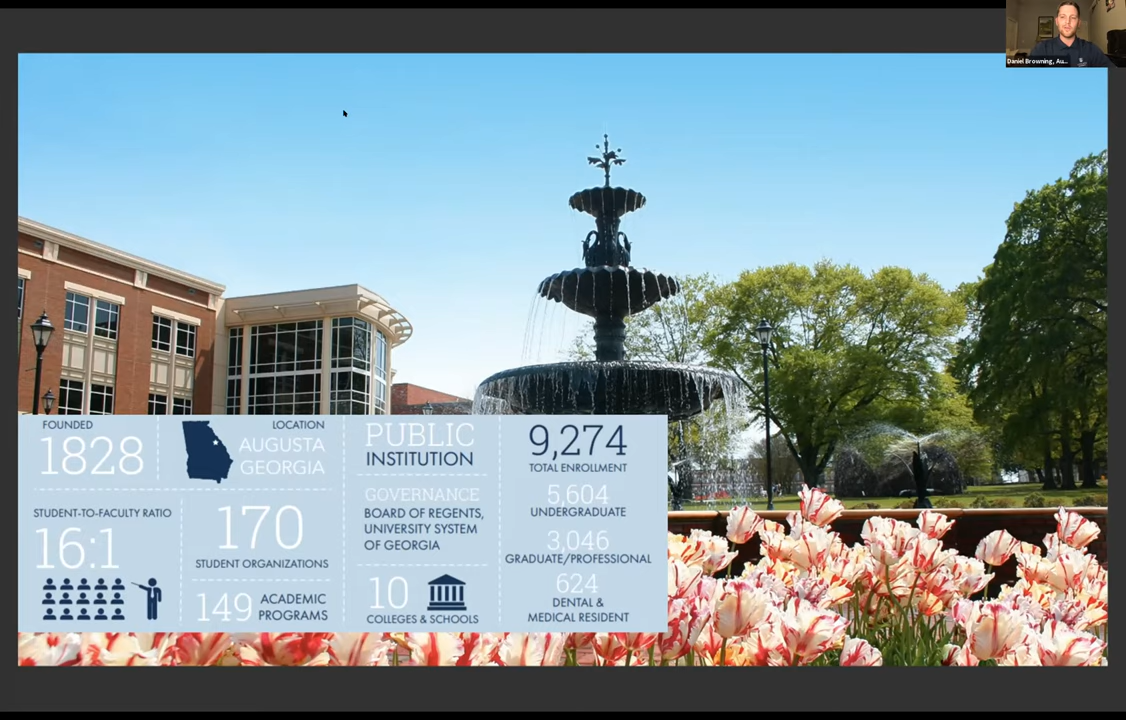 Daniel Browning, Au...
FOUNDED
1828
LOCATION
AUGUSTA
GEORGIA
STUDENT-TO-FACULTY RATIO
16:1
170
STUDENT ORGANIZATIONS
149 ACADEMIC
PROGRAMS
PUBLIC
INSTITUTION
GOVERNANCE
BOARD OF REGENTS,
UNIVERSITY SYSTEM
OF GEORGIA
10
COLLEGES & SCHOOLS
9,274
TOTAL ENROLLMENT
5,604
UNDERGRADUATE
3,046
GRADUATE/PROFESSIONAL
624
DENTAL &
MEDICAL RESIDENT